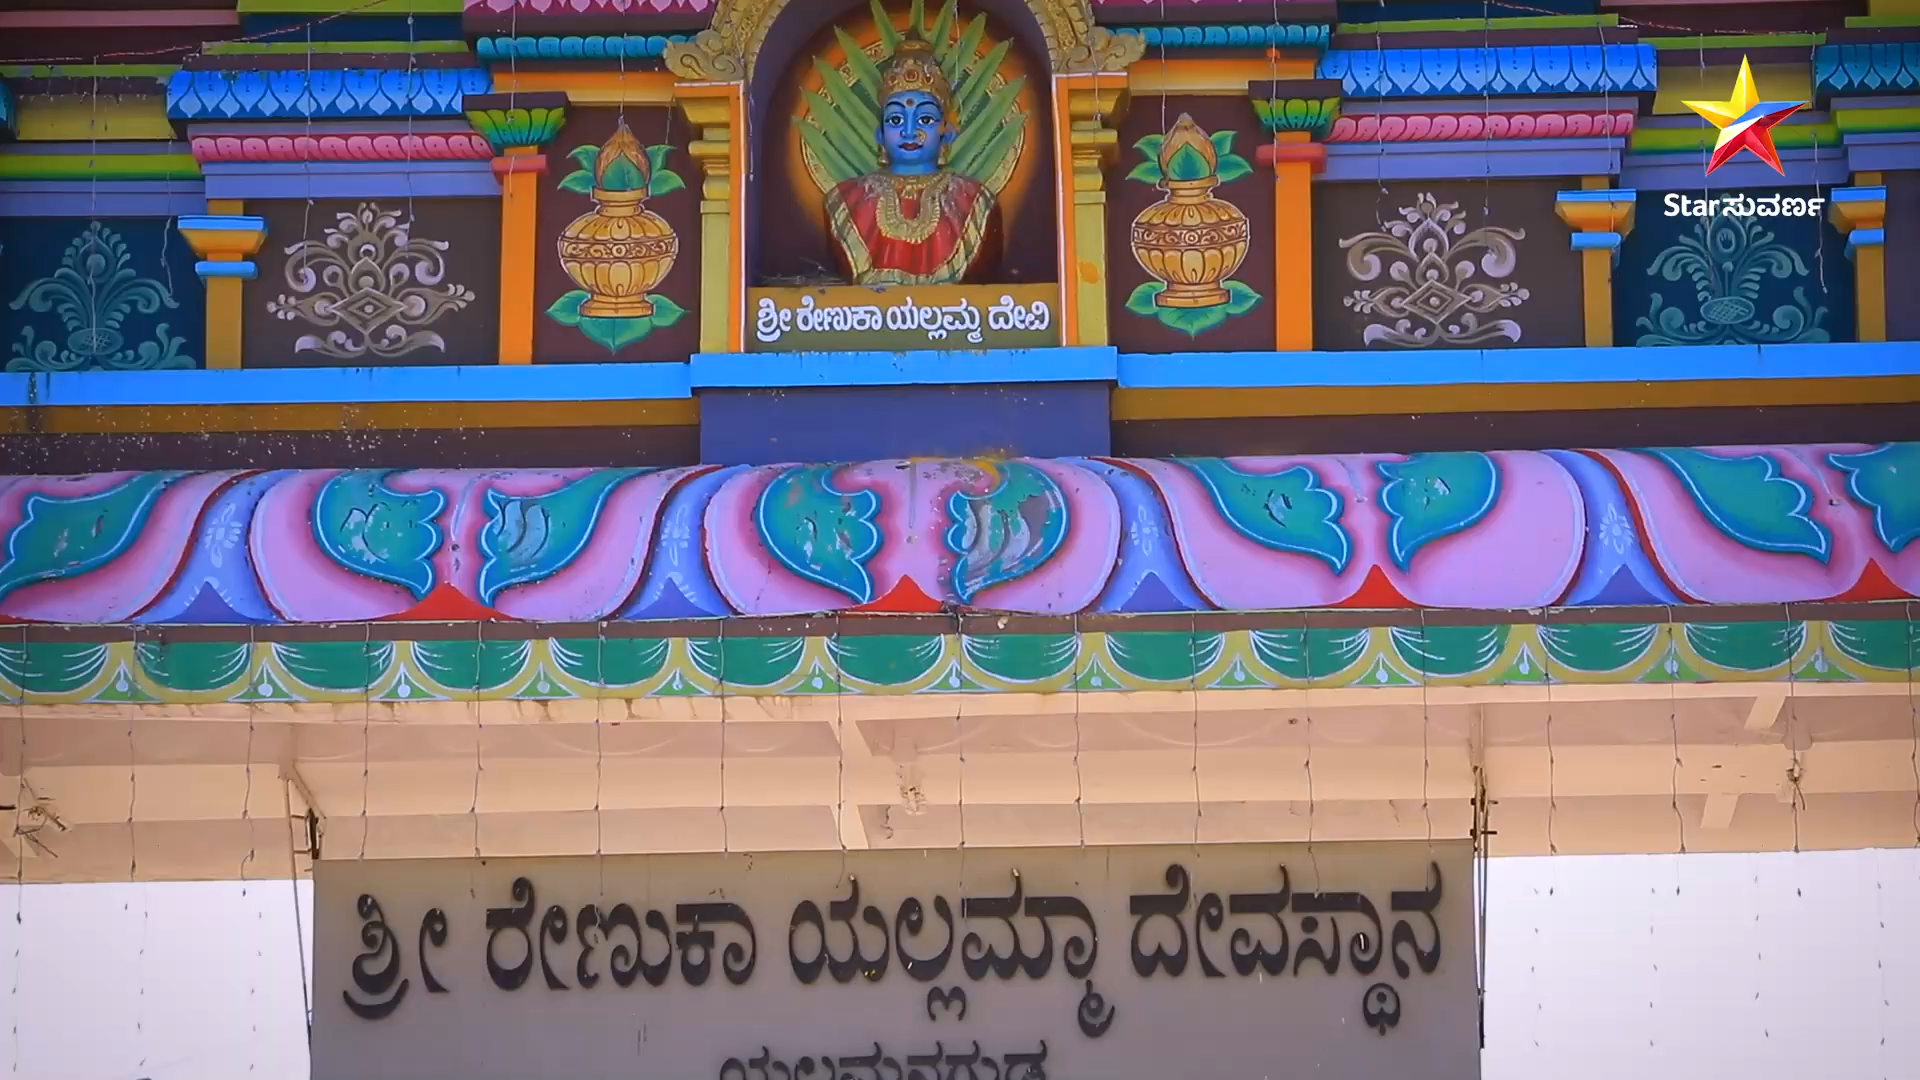 Starಸುವರ್ಣ
ಶ್ರೀ ರೇಣುಕಾ ಯಲ್ಲಮ್ಮ ದೇವಿ
ಶ್ರೀ ರೇಣುಕಾ ಯಲ್ಲಮ್ಮಾ ದೇವಸ್ಥಾನ